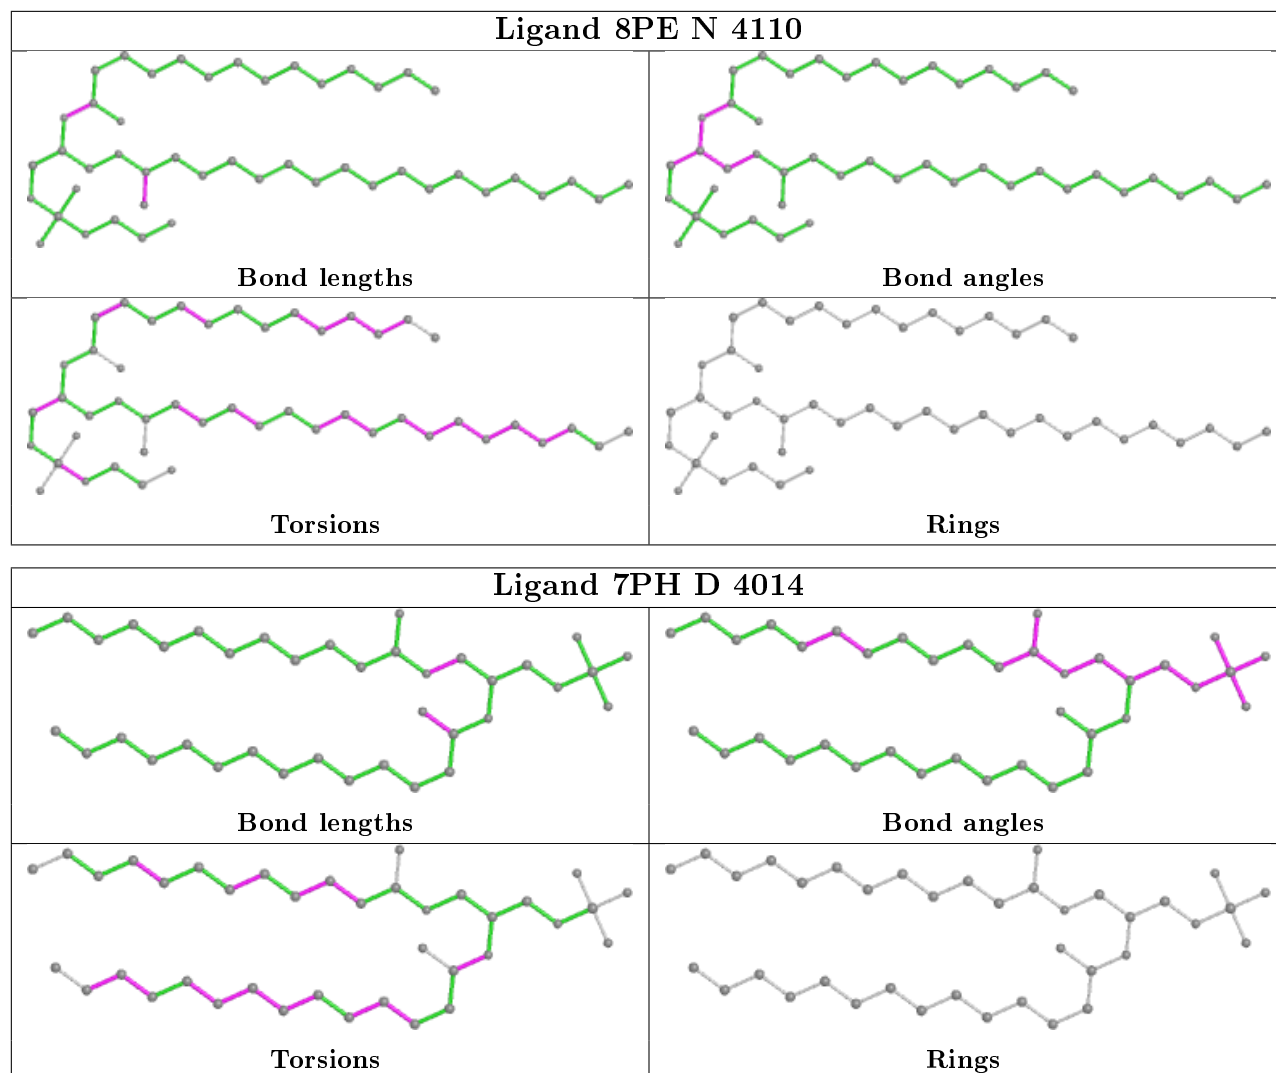 Ligand 8PE N 4110
Bond lengths
Bond angles
Torsions
Rings
Ligand 7PH D 4014
Bond lengths
Bond angles
Torsions
Rings